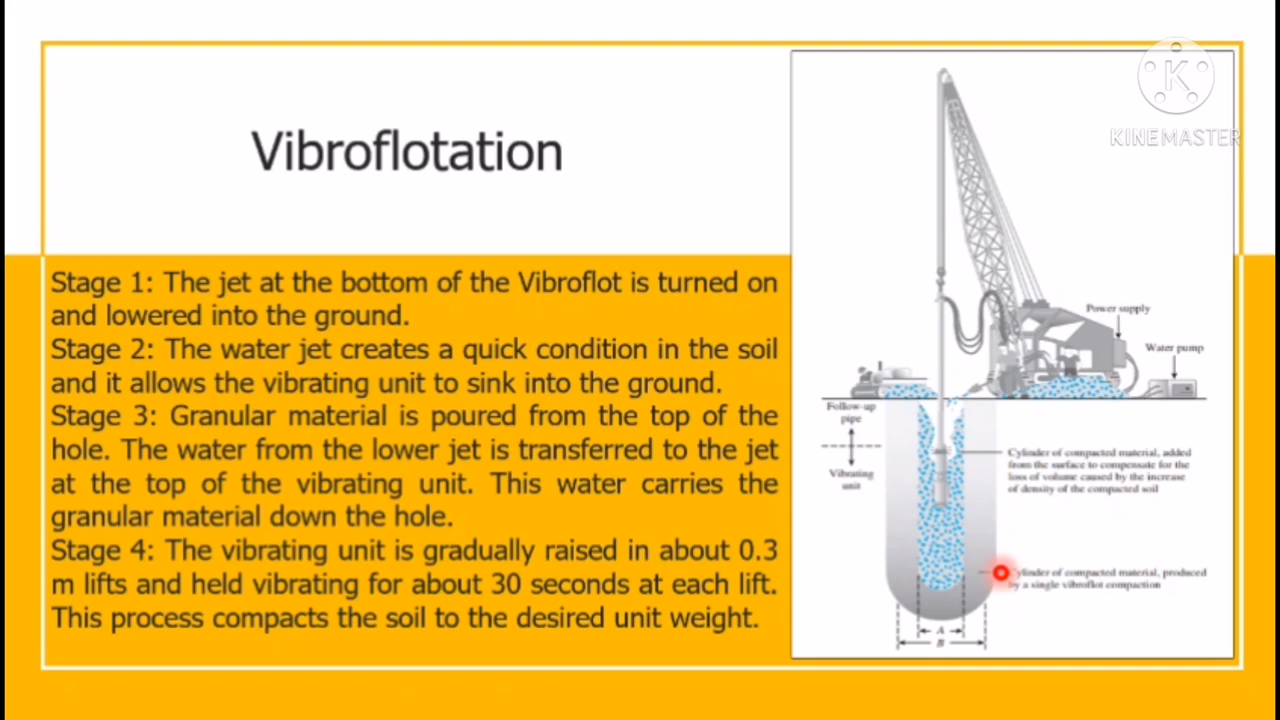 Vibroflotation
Stage 1: The jet at the bottom of the Vibroflot is turned on
and lowered into the ground.
Stage 2: The water jet creates a quick condition in the soil
and it allows the vibrating unit to sink into the ground.
Stage 3: Granular material is poured from the top of the
hole. The water from the lower jet is transferred to the jet
at the top of the vibrating unit. This water carries the
granular material down the hole.
Stage 4: The vibrating unit is gradually raised in about 0.3
m lifts and held vibrating for about 30 seconds at each lift.
This process compacts the soil to the desired unit weight.
K
KINEMASTER
Power supply
Water pump
Follow-up
pipe
Vibrating
unit
Cylinder of compacted material, added
from the surface to compensate for the
loss of volume caused by the increase
of density of the compacted soil
Cylinder of compacted material, produced
by a single vibroflot compaction
A
B